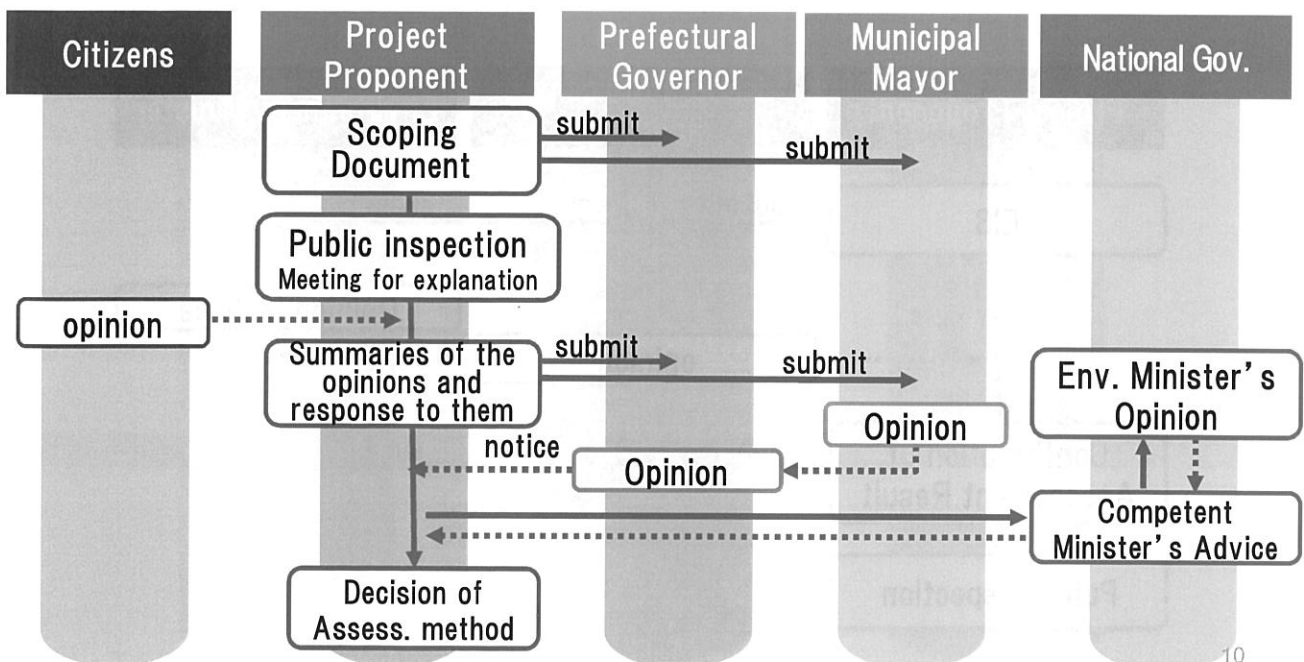 Citizens
Project
Proponent
Prefectural
Governor
Municipal
Mayor
National Gov.
Scoping
Document
submit
submit
Public inspection
Meeting for explanation
opinion
Summaries of the
opinions and
response to them
submit
submit
Env. Minister's
Opinion
Opinion
notice
Opinion
Competent
Minister's Advice
Decision of
Assess. method
10